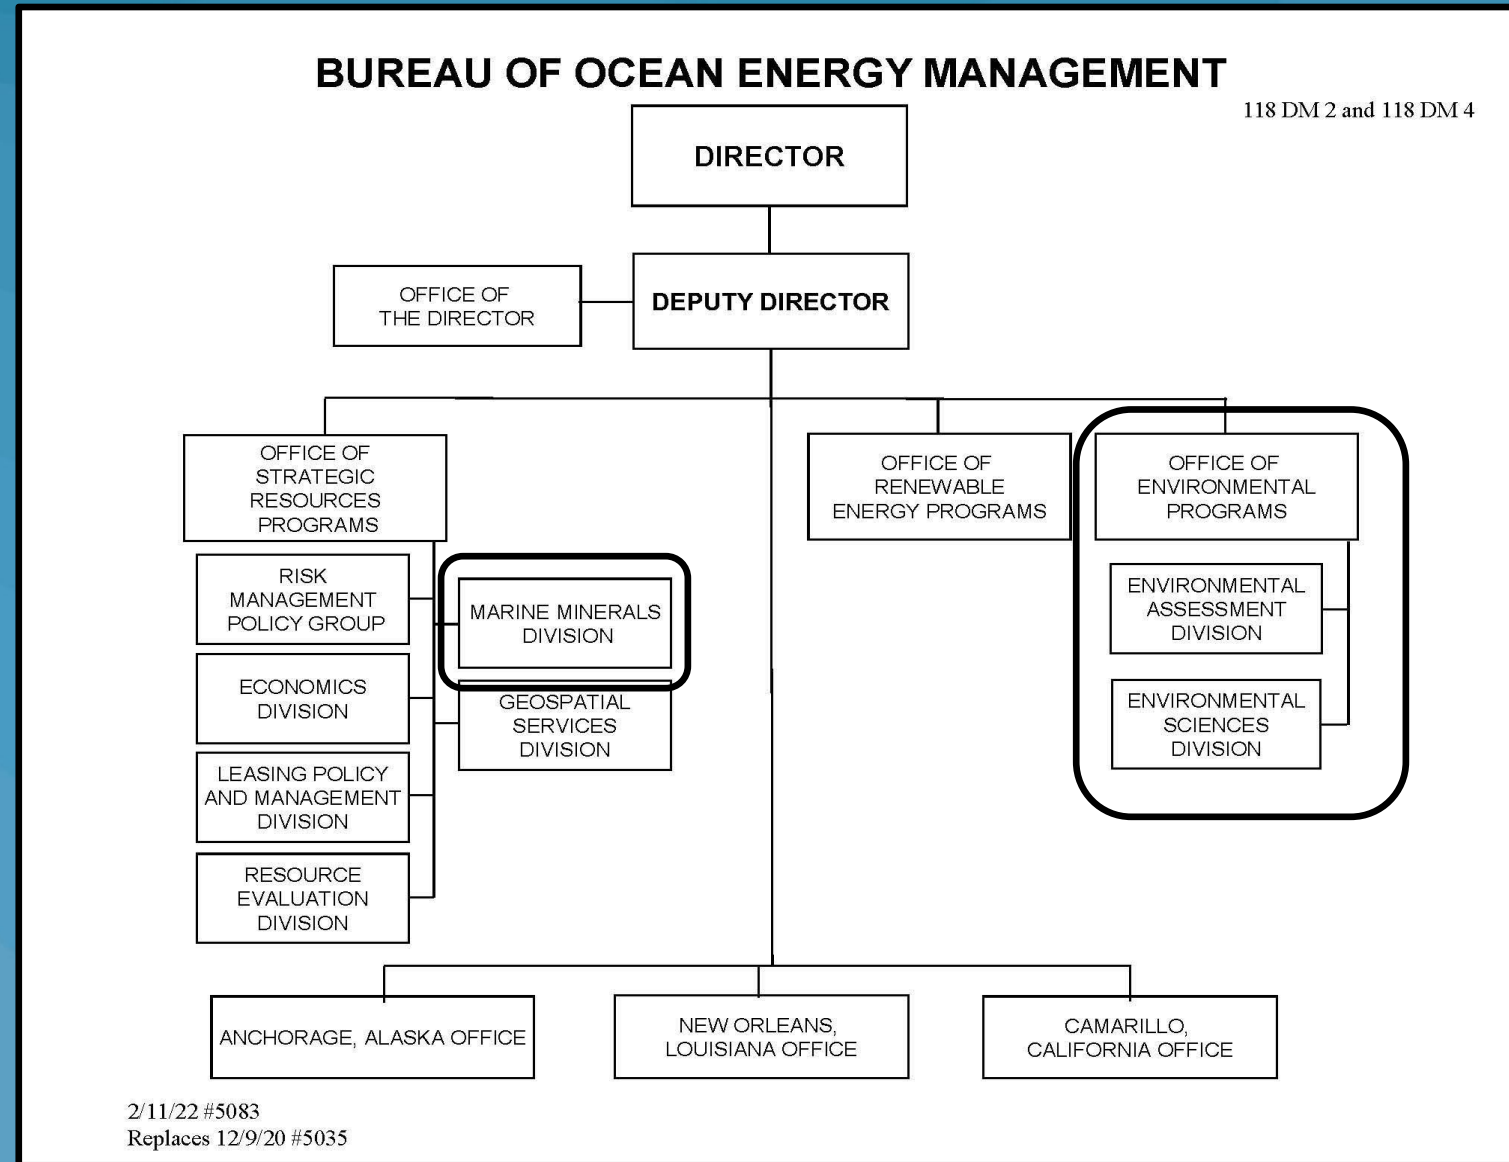 BUREAU OF OCEAN ENERGY MANAGEMENT
118 DM 2 and 118 DM 4
DIRECTOR
OFFICE OF
THE DIRECTOR
DEPUTY DIRECTOR
OFFICE OF
STRATEGIC
RESOURCES
PROGRAMS
OFFICE OF
RENEWABLE
ENERGY PROGRAMS
OFFICE OF
ENVIRONMENTAL
PROGRAMS
RISK
MANAGEMENT
POLICY GROUP
MARINE MINERALS
DIVISION
ENVIRONMENTAL
ASSESSMENT
DIVISION
ECONOMICS
DIVISION
GEOSPATIAL
SERVICES
DIVISION
ENVIRONMENTAL
SCIENCES
DIVISION
LEASING POLICY
AND MANAGEMENT
DIVISION
RESOURCE
EVALUATION
DIVISION
ANCHORAGE, ALASKA OFFICE
NEW ORLEANS,
LOUISIANA OFFICE
CAMARILLO,
CALIFORNIA OFFICE
2/11/22 #5083
Replaces 12/9/20 #5035